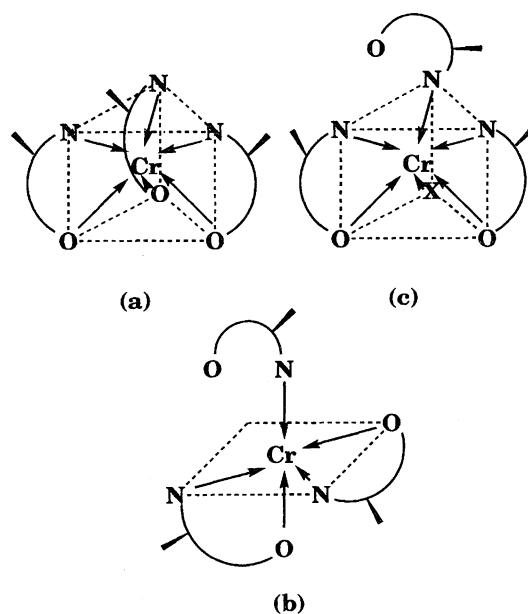 O
N N
N N N N
Cr Cr
O X
O O O O
(a) (c)
O N
O
Cr
N N
O
(b)